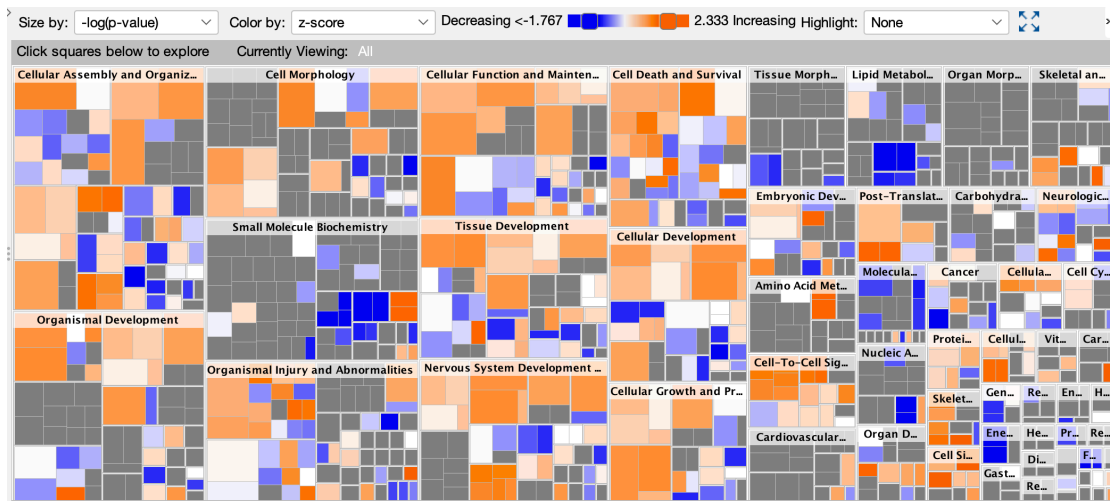 Size by: -log(p-value) Color by: z-score Decreasing <-1.767 2.333 Increasing Highlight: None
Click squares below to explore Currently Viewing: All
Cellular Assembly and Organiz...
Cell Morphology
Cellular Function and Mainten...
Cell Death and Survival
Tissue Morph...
Lipid Metabol...
Organ Morp...
Skeletal an...
Embryonic Dev...
Post-Translat...
Carbohydra...
Neurologic...
Small Molecule Biochemistry
Tissue Development
Cellular Development
Molecula...
Cancer
Cellula...
Cell Cy...
Amino Acid Met...
Organismal Development
Protei...
Cellul...
Vit...
Car...
Nucleic A...
Cell-To-Cell Sig...
Organismal Injury and Abnormalities
Nervous System Development ...
Cellular Growth and Pr...
Skelet...
Gen...
Re...
En...
H...
Cardiovascular...
Organ D...
Ene...
He...
Pr...
Re...
Cell Si...
Di...
F...
Gast...
Re...